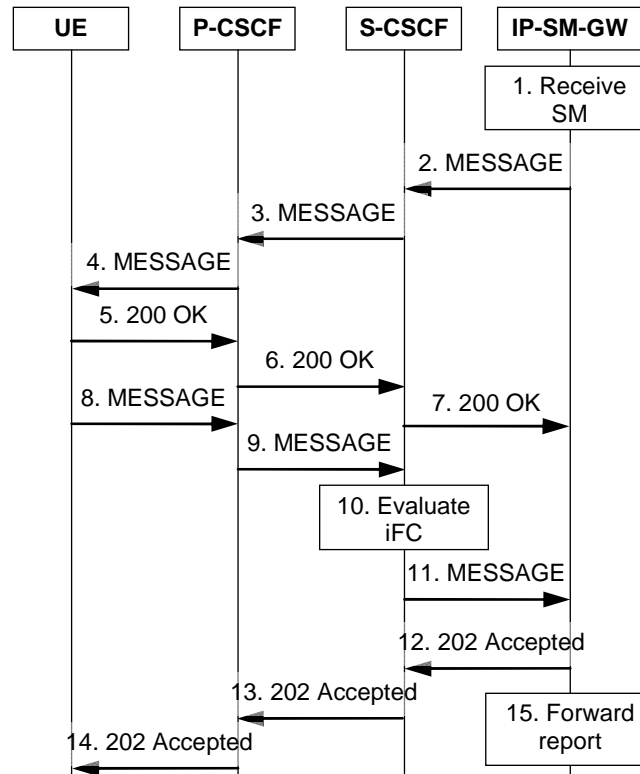 UE
P-CSCF
S-CSCF
IP-SM-GW
1. Receive
SM
2. MESSAGE
3. MESSAGE
4. MESSAGE
5. 200 OK
6. 200 OK
8. MESSAGE
7. 200 OK
9. MESSAGE
10. Evaluate
iFC
11. MESSAGE
12. 202 Accepted
13. 202 Accepted
15. Forward
report
14. 202 Accepted